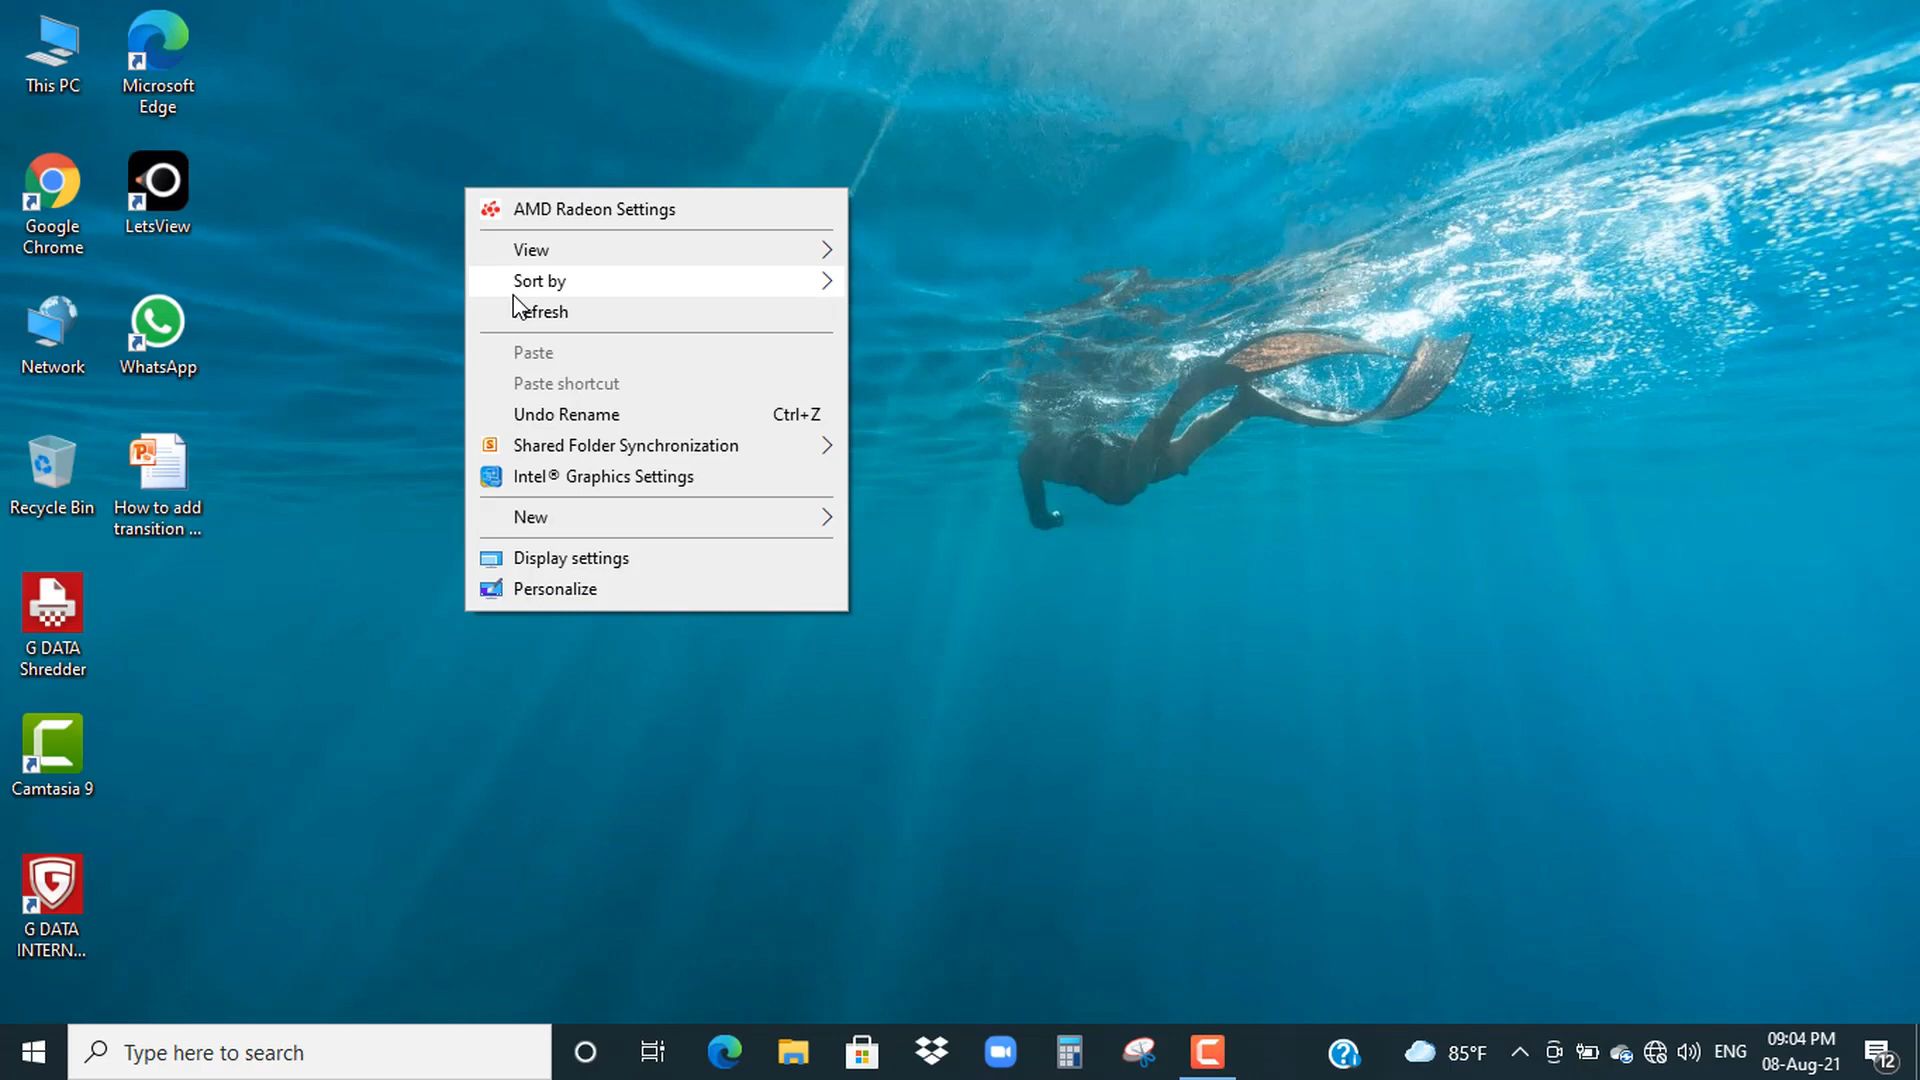 This PC
Microsoft
Edge
Google
Chrome
LetsView
Network
WhatsApp
Recycle Bin
How to add
transition ...
G DATA
Shredder
Camtasia 9
G DATA
INTERN...
AMD Radeon Settings
View
Sort by
efresh
Paste
Paste shortcut
Undo Rename Ctrl+Z
Shared Folder Synchronization
Intel® Graphics Settings
New
Display settings
Personalize
Type here to search
85°F
ENG
09:04 PM
08-Aug-21
12